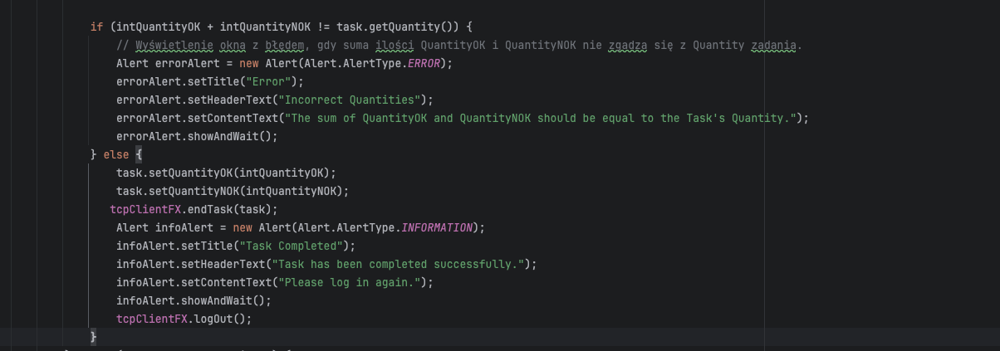 if (intQuantityOK + intQuantityNOK != task.getQuantity()) {
// Wyświetlenie okna z błędem, gdy suma ilości QuantityOK i QuantityNOK nie zgadza się z Quantity zadania.
Alert errorAlert = new Alert(Alert.AlertType.ERROR);
errorAlert.setTitle("Error");
errorAlert.setHeaderText("Incorrect Quantities");
errorAlert.setContentText("The sum of QuantityOK and QuantityNOK should be equal to the Task's Quantity.");
errorAlert.showAndWait();
} else {
task.setQuantityOK(intQuantityOK);
task.setQuantityNOK(intQuantityNOK);
tcpClientFX.endTask(task);
Alert infoAlert = new Alert(Alert.AlertType.INFORMATION);
infoAlert.setTitle("Task Completed");
infoAlert.setHeaderText("Task has been completed successfully.");
infoAlert.setContentText("Please log in again.");
infoAlert.showAndWait();
tcpClientFX.logOut();
}